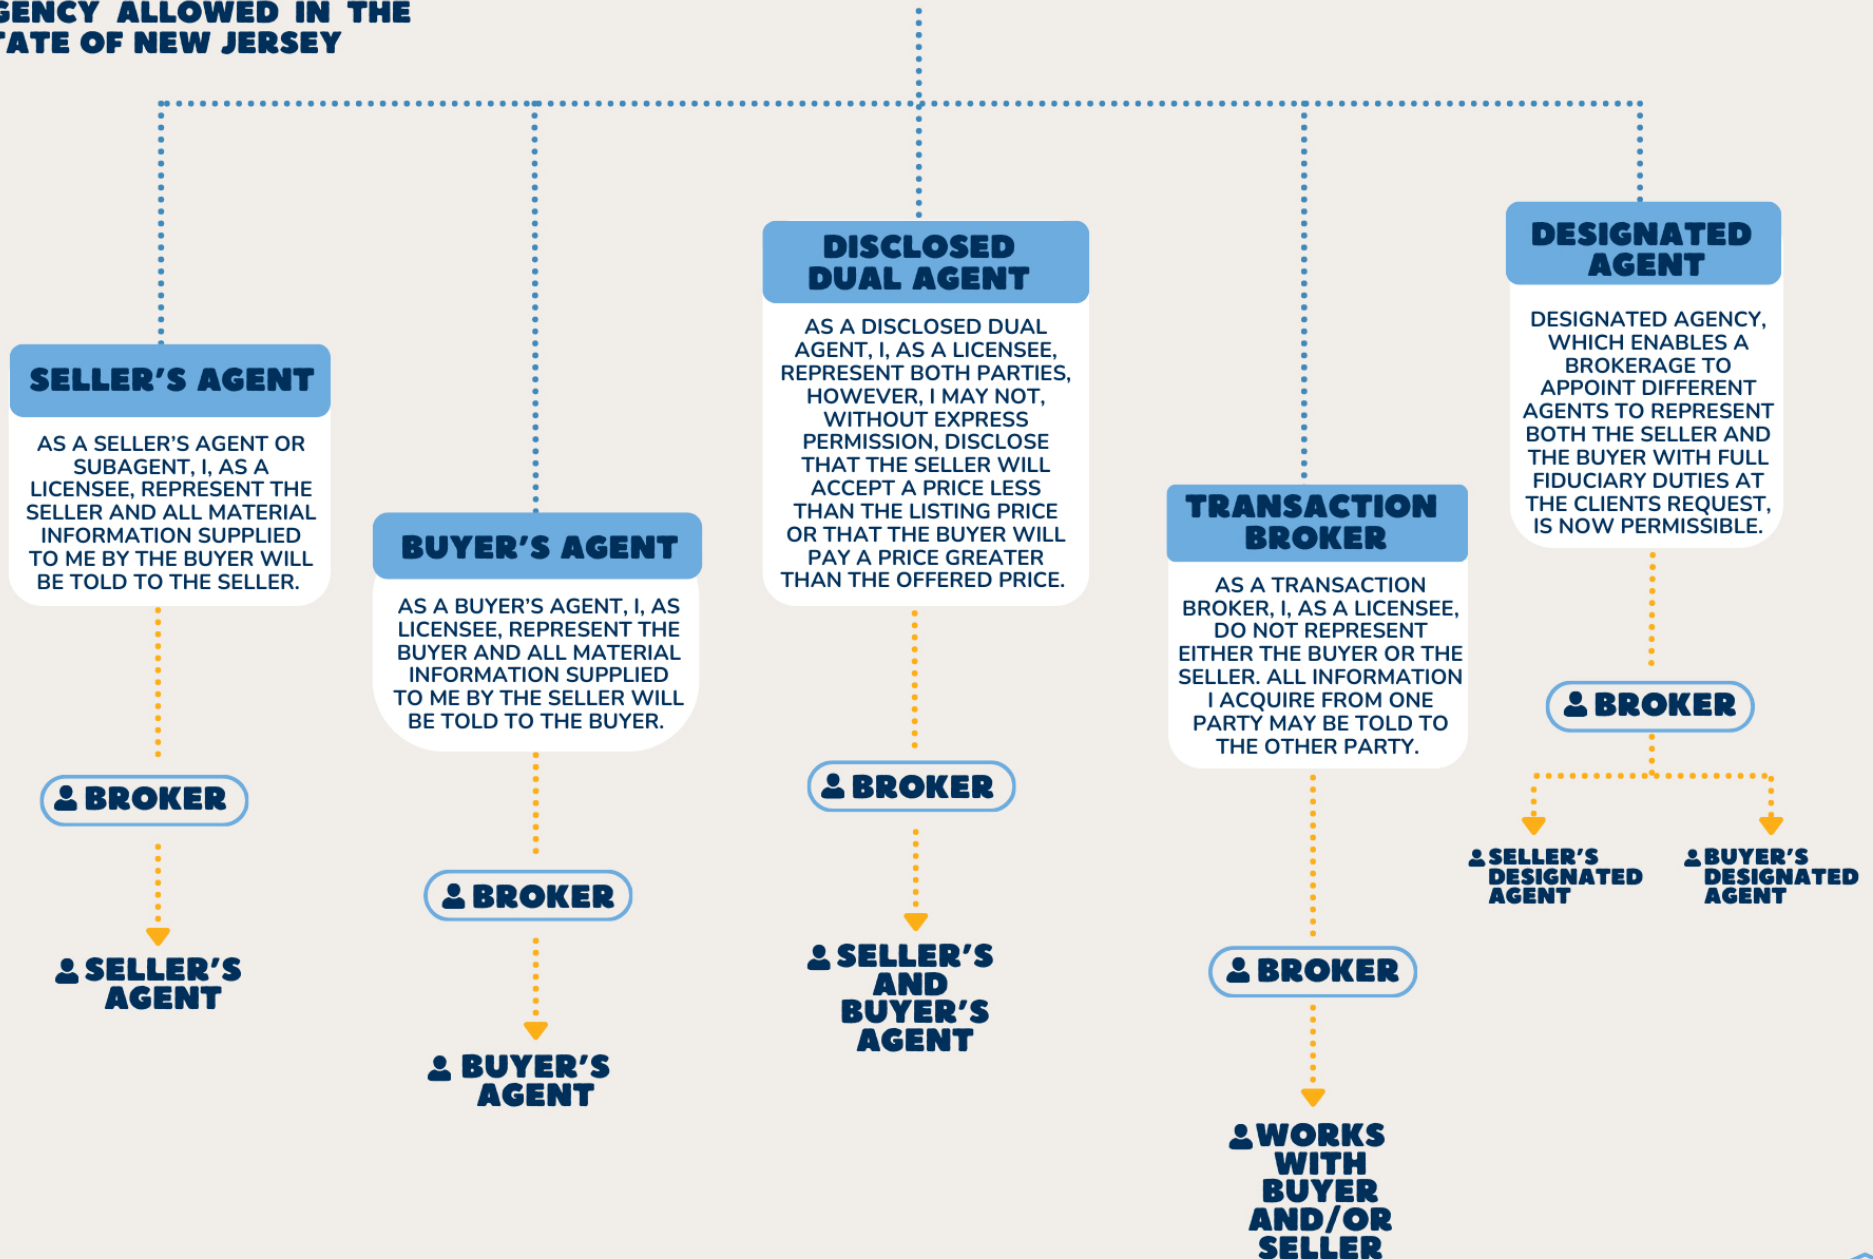 GENCY ALLOWED IN THE
TATE OF NEW JERSEY
SELLER'S AGENT
AS A SELLER'S AGENT OR
SUBAGENT, I, AS A
LICENSEE, REPRESENT THE
SELLER AND ALL MATERIAL
INFORMATION SUPPLIED
TO ME BY THE BUYER WILL
BE TOLD TO THE SELLER.
BROKER
SELLER'S
AGENT
BUYER'S AGENT
AS A BUYER'S AGENT, I, AS
LICENSEE, REPRESENT THE
BUYER AND ALL MATERIAL
INFORMATION SUPPLIED
TO ME BY THE SELLER WILL
BE TOLD TO THE BUYER.
BROKER
BUYER'S
AGENT
DISCLOSED
DUAL AGENT
AS A DISCLOSED DUAL
AGENT, I, AS A LICENSEE,
REPRESENT BOTH PARTIES,
HOWEVER, I MAY NOT,
WITHOUT EXPRESS
PERMISSION, DISCLOSE
THAT THE SELLER WILL
ACCEPT A PRICE LESS
THAN THE LISTING PRICE
OR THAT THE BUYER WILL
PAY A PRICE GREATER
THAN THE OFFERED PRICE.
BROKER
SELLER'S
AND
BUYER'S
AGENT
TRANSACTION
BROKER
AS A TRANSACTION
BROKER, I, AS A LICENSEE,
DO NOT REPRESENT
EITHER THE BUYER OR THE
SELLER. ALL INFORMATION
I ACQUIRE FROM ONE
PARTY MAY BE TOLD TO
THE OTHER PARTY.
BROKER
WORKS
WITH
BUYER
AND/OR
SELLER
DESIGNATED
AGENT
DESIGNATED AGENCY,
WHICH ENABLES A
BROKERAGE TO
APPOINT DIFFERENT
AGENTS TO REPRESENT
BOTH THE SELLER AND
THE BUYER WITH FULL
FIDUCIARY DUTIES AT
THE CLIENTS REQUEST,
IS NOW PERMISSIBLE.
BROKER
SELLER'S
DESIGNATED
AGENT
BUYER'S
DESIGNATED
AGENT